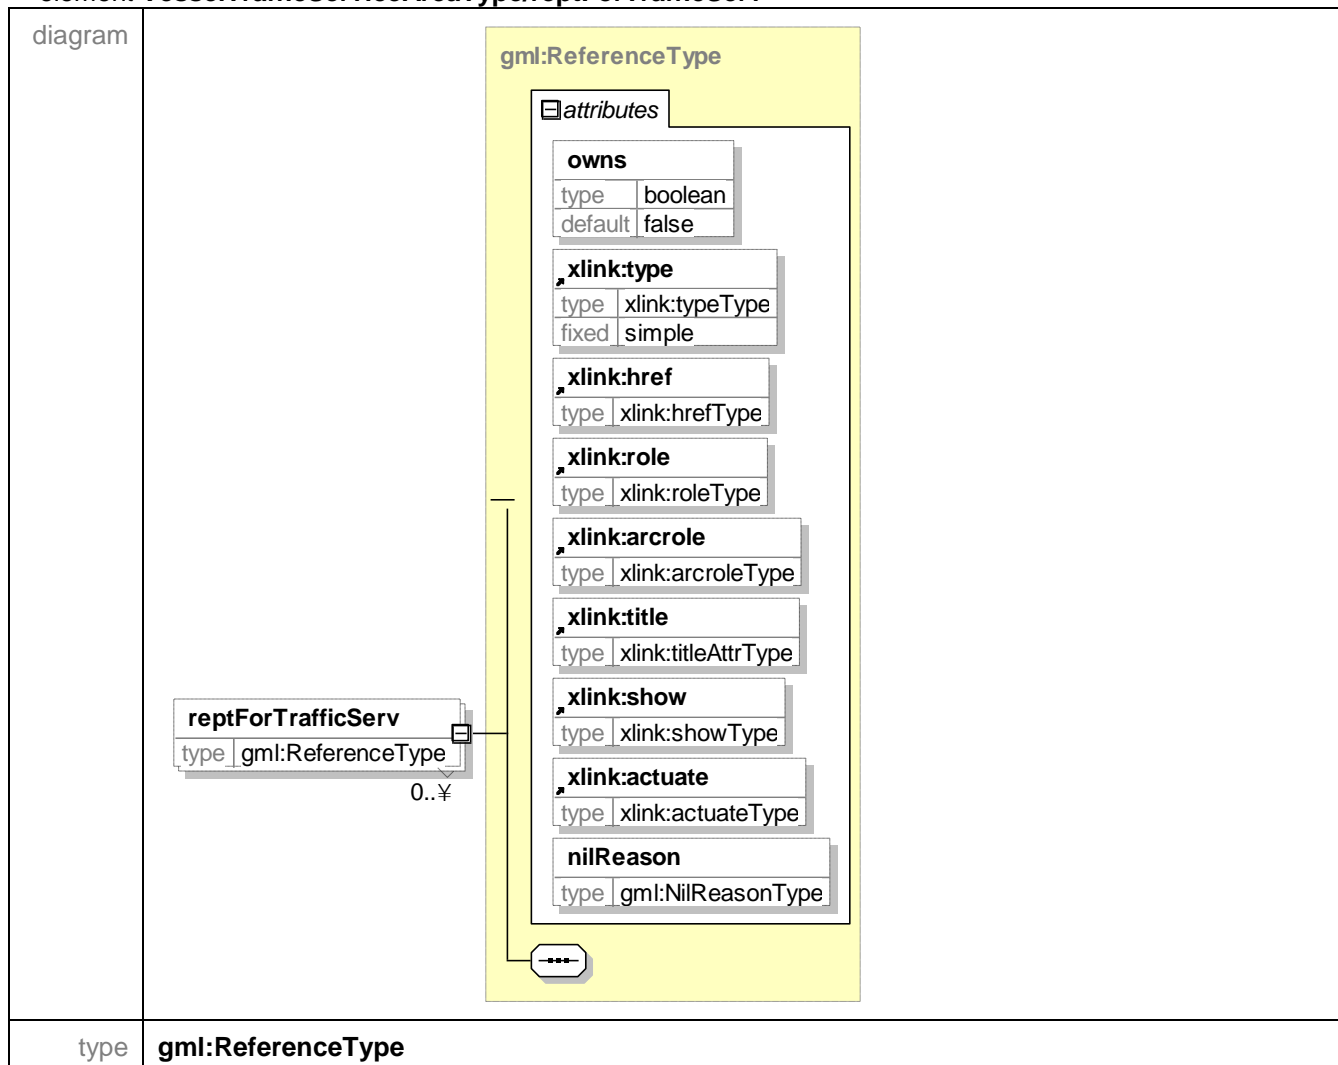 diagram
gml:ReferenceType
attributes
owns
type boolean
default false
xlink:type
type xlink:typeType
fixed simple
xlink:href
type xlink:hrefType
xlink:role
type xlink:roleType
xlink:arcrole
type xlink:arcroleType
xlink:title
type xlink:titleAttrType
xlink:show
type xlink:showType
xlink:actuate
type xlink:actuateType
nilReason
type gml:NilReasonType
reptForTrafficServ
type gml:ReferenceType
0..¥
type gml:ReferenceType